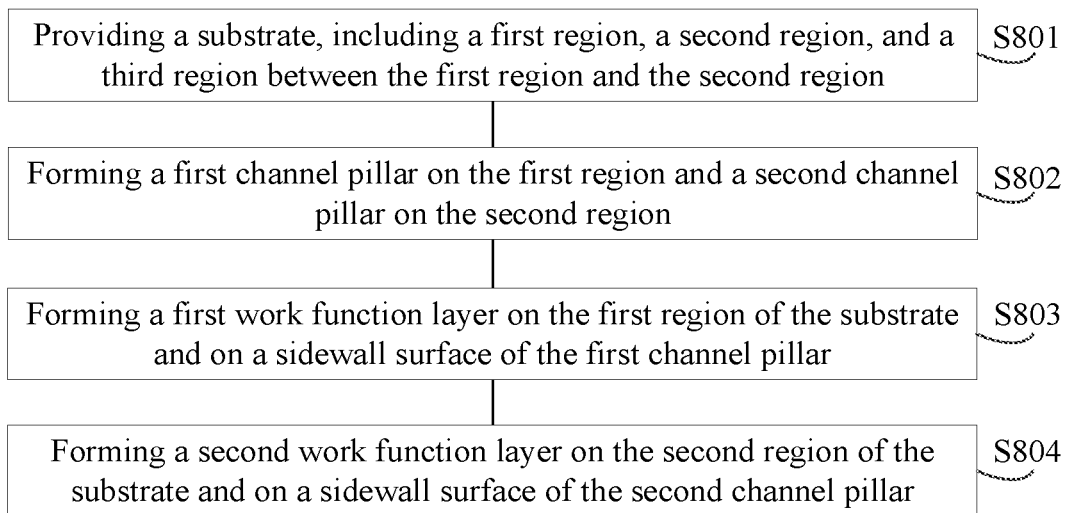 Providing a substrate, including a first region, a second region, and a
third region between the first region and the second region
S801
Forming a first channel pillar on the first region and a second channel
pillar on the second region
S802
Forming a first work function layer on the first region of the substrate
and on a sidewall surface of the first channel pillar
S803
Forming a second work function layer on the second region of the
substrate and on a sidewall surface of the second channel pillar
S804